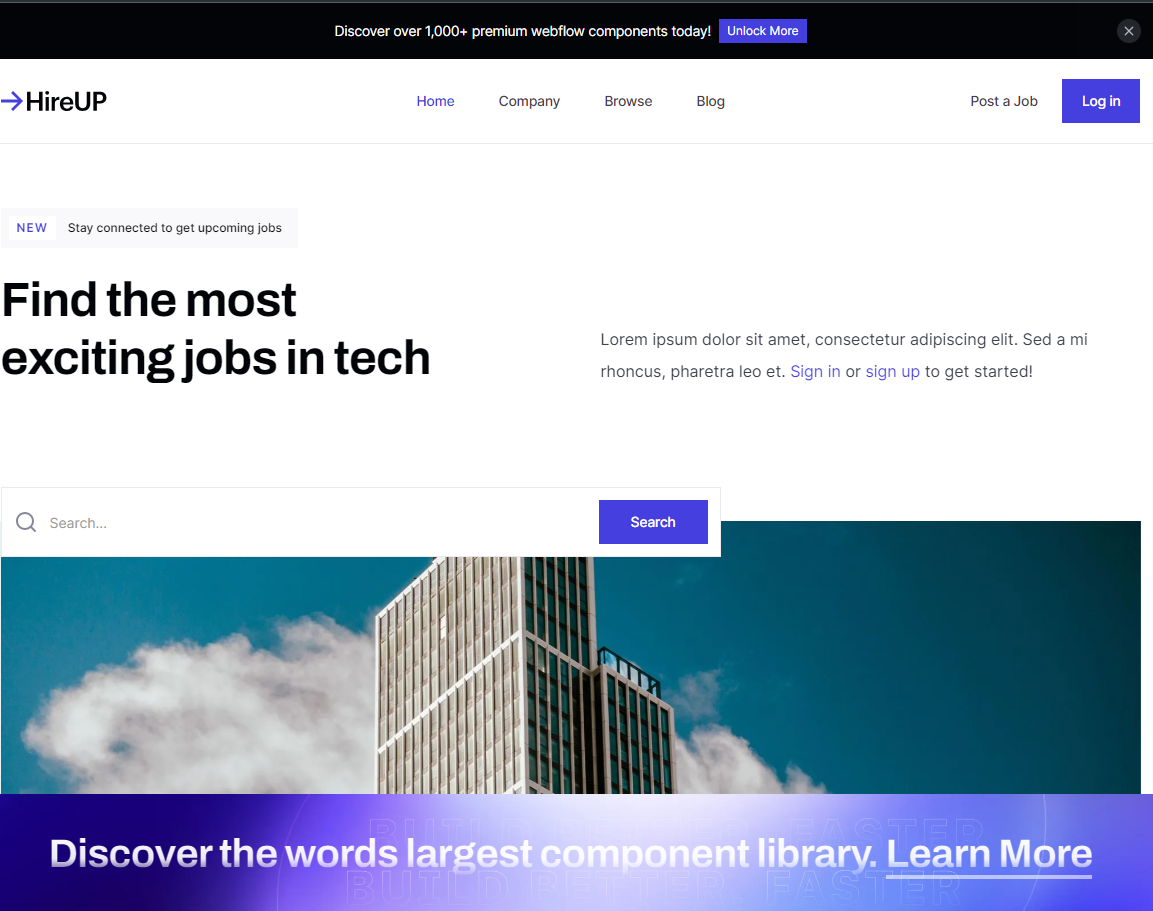 Discover over 1,000+ premium webflow components today! Unlock More
HireUP Home Company Browse Blog Post a Job Log in
NEW Stay connected to get upcoming jobs
Find the most
exciting jobs in tech
Lorem ipsum dolor sit amet, consectetur adipiscing elit. Sed a mi
rhoncus, pharetra leo et. Sign in or sign up to get started!
Search... Search
BUILD BETTER, FASTER
Discover the words largest component library. Learn More
BUILD BETTER, FASTER